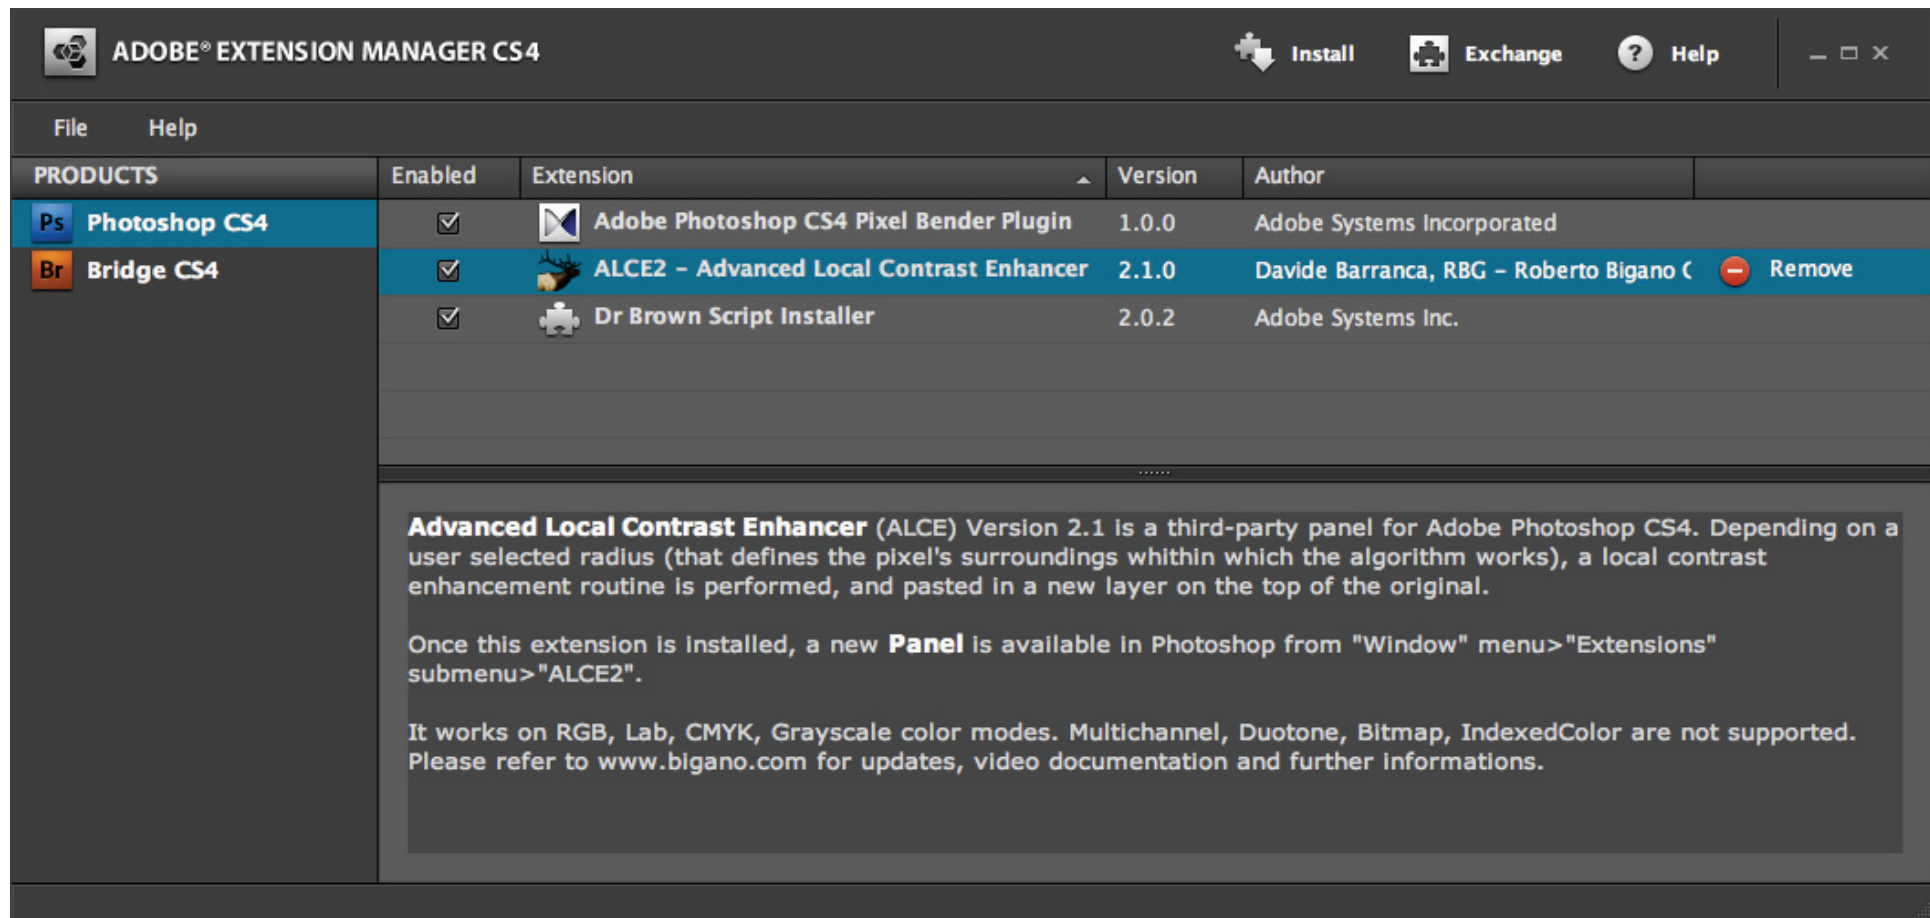 ADOBE® EXTENSION MANAGER CS4
Install Exchange ? Help
File Help
PRODUCTS Enabled Extension Version Author
Ps Photoshop CS4 Adobe Photoshop CS4 Pixel Bender Plugin 1.0.0 Adobe Systems Incorporated
Br Bridge CS4 ALCE2 – Advanced Local Contrast Enhancer 2.1.0 Davide Barranca, RBG – Roberto Bigano Remove
Dr Brown Script Installer 2.0.2 Adobe Systems Inc.
Advanced Local Contrast Enhancer (ALCE) Version 2.1 is a third-party panel for Adobe Photoshop CS4. Depending on a
user selected radius (that defines the pixel's surroundings whithin which the algorithm works), a local contrast
enhancement routine is performed, and pasted in a new layer on the top of the original.
Once this extension is installed, a new Panel is available in Photoshop from "Window" menu>"Extensions"
submenu>"ALCE2".
It works on RGB, Lab, CMYK, Grayscale color modes. Multichannel, Duotone, Bitmap, IndexedColor are not supported.
Please refer to www.bigano.com for updates, video documentation and further informations.